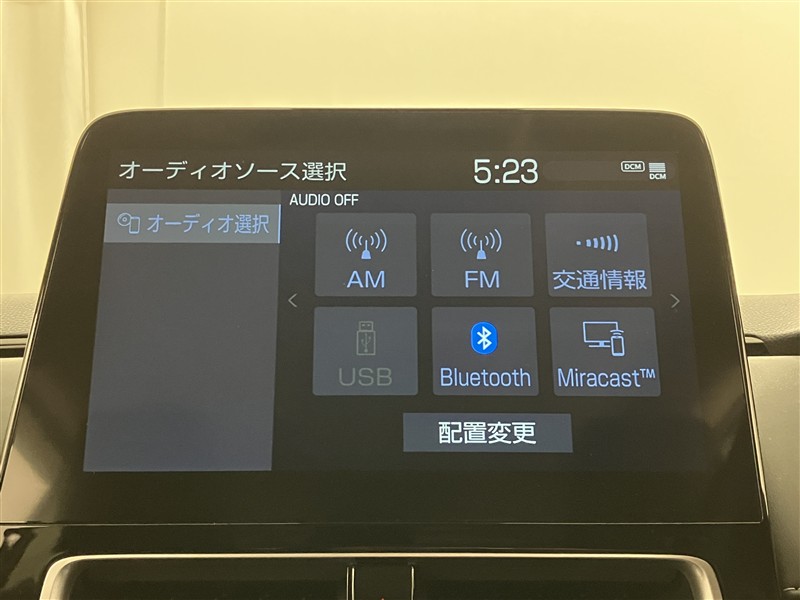 オーディオソース選択
5:23
DCM
DCM
AUDIO OFF
オーディオ選択
AM
FM
交通情報
USB
Bluetooth
Miracast™
配置変更